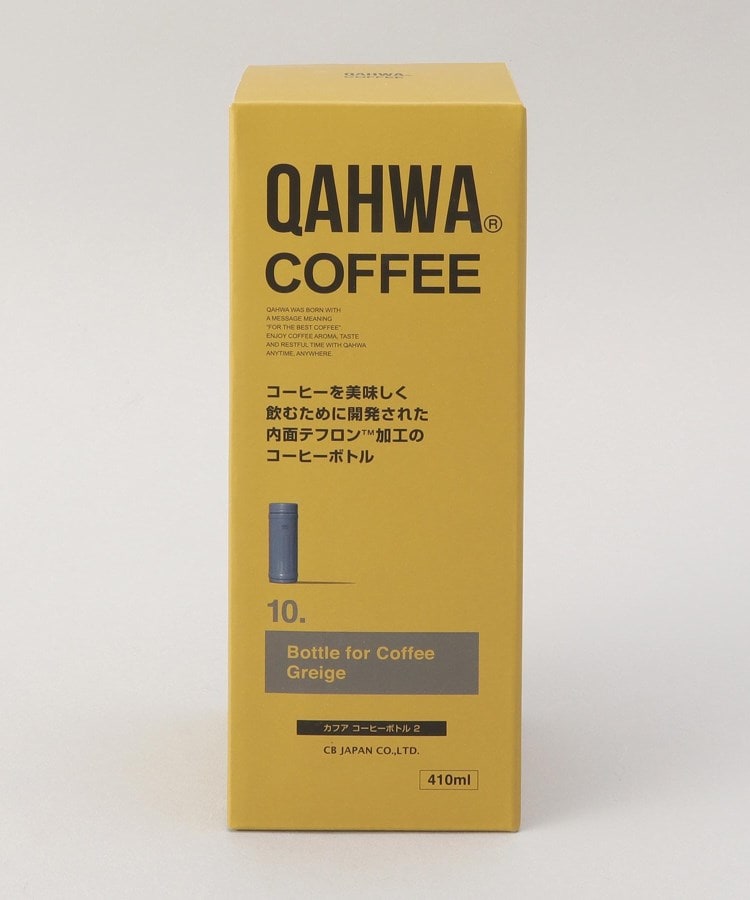 QAHWA
COFFEE
QAHWA®
COFFEE
QAHWA WAS BORN WITH
A MESSAGE MEANING
"FOR THE BEST COFFEE".
ENJOY COFFEE AROMA, TASTE
AND RESTFUL TIME WITH QAHWA
ANYTIME, ANYWHERE.
コーヒーを美味しく
飲むために開発された
内面テフロン™加工の
コーヒーボトル
10.
Bottle for Coffee
Greige
カフア コーヒーボトル 2
CB JAPAN CO.,LTD.
410ml